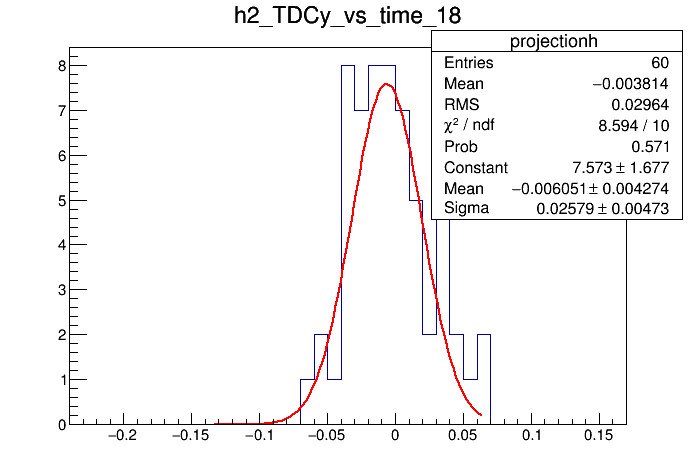 h2_TDCy_vs_time_18
projectionh
Entries 60
Mean −0.003814
RMS 0.02964
χ² / ndf 8.594 / 10
Prob 0.571
Constant 7.573 ± 1.677
Mean −0.006051 ± 0.004274
Sigma 0.02579 ± 0.00473
8
7
6
5
4
3
2
1
0
−0.2 −0.15 −0.1 −0.05 0 0.05 0.1 0.15